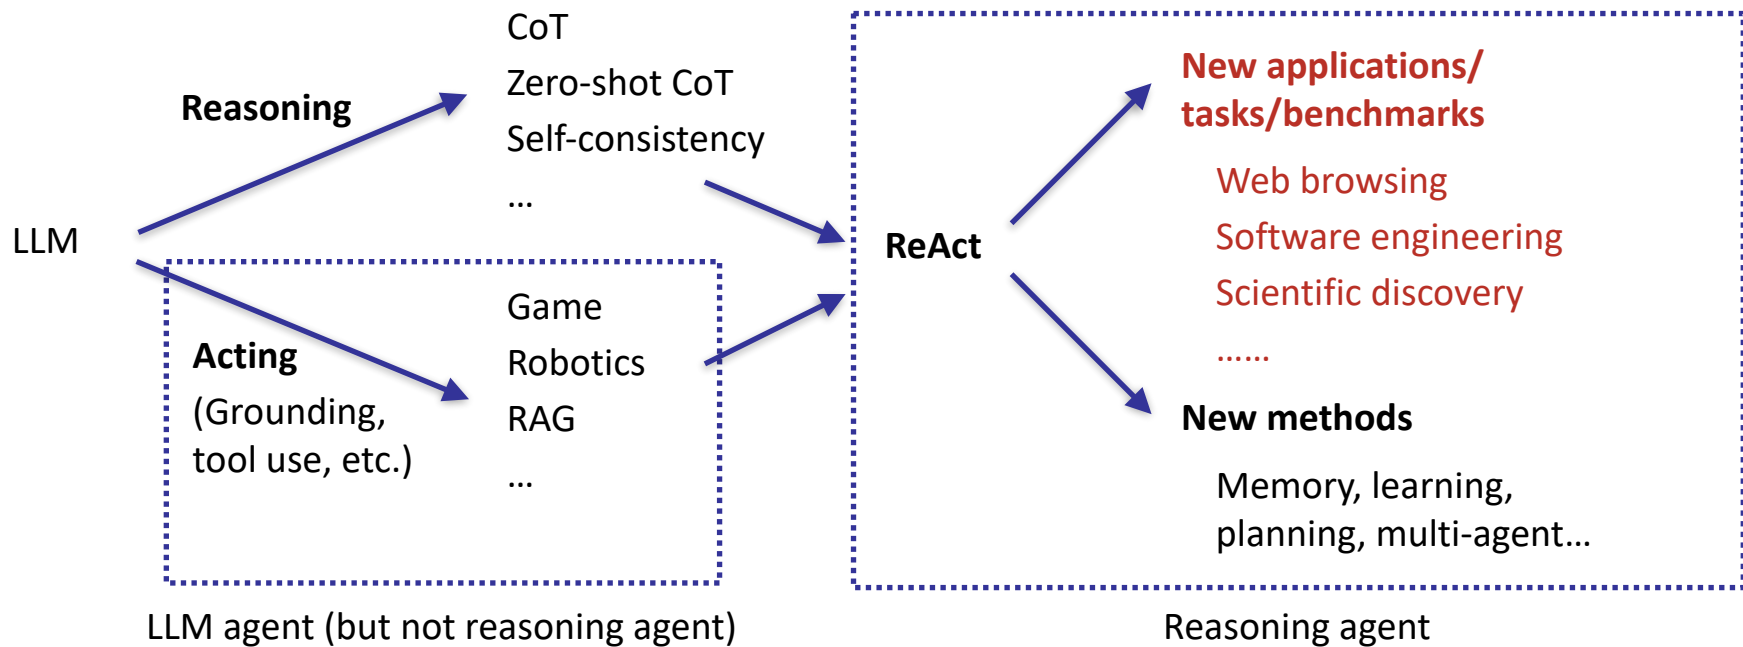 LLM
Reasoning
CoT
Zero-shot CoT
Self-consistency
...
Acting
(Grounding,
tool use, etc.)
Game
Robotics
RAG
...
LLM agent (but not reasoning agent)
ReAct
New applications/
tasks/benchmarks
Web browsing
Software engineering
Scientific discovery
......
New methods
Memory, learning,
planning, multi-agent...
Reasoning agent